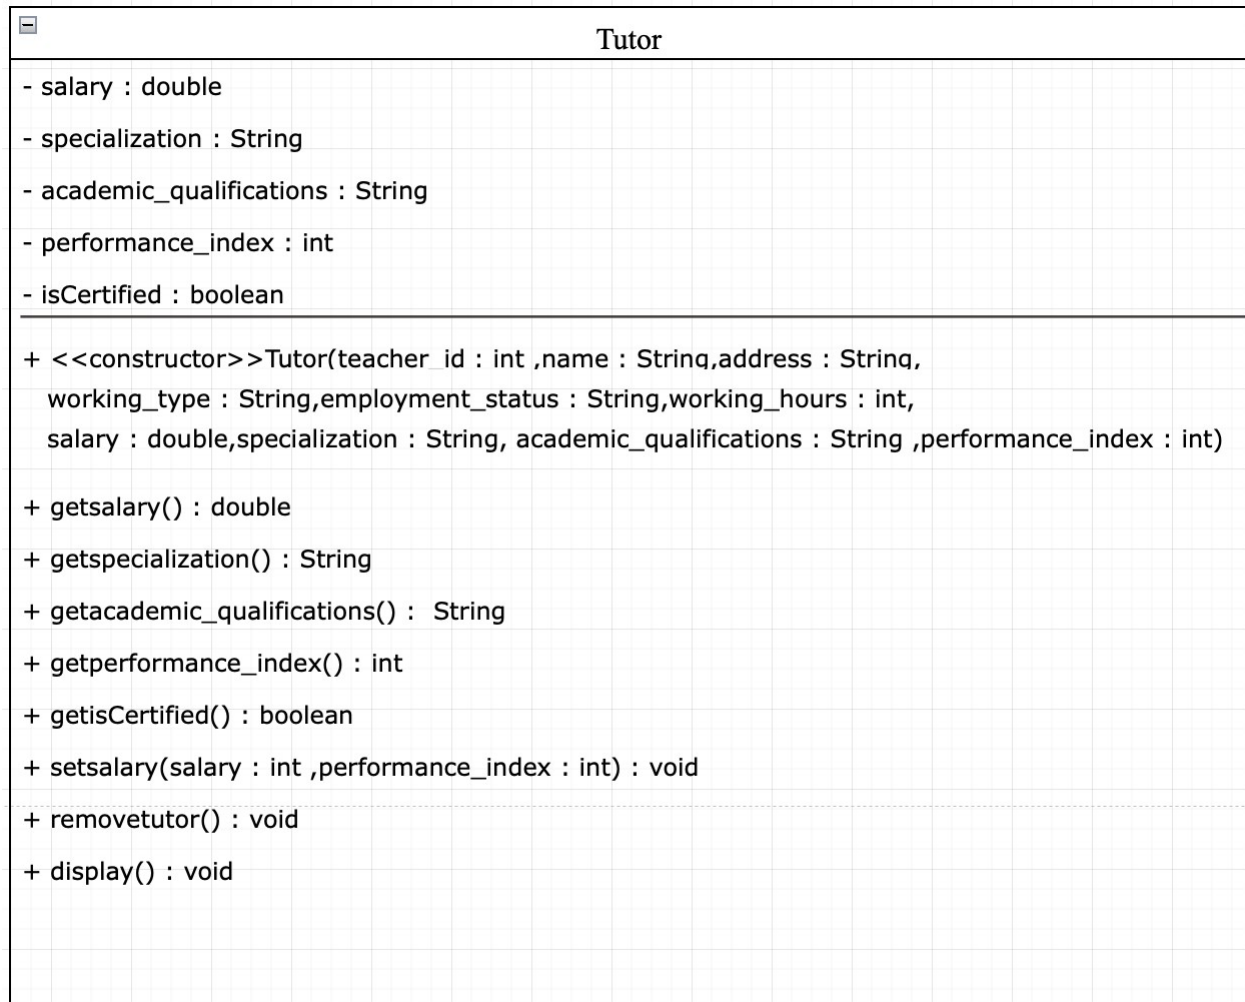 Tutor
- salary : double
- specialization : String
- academic_qualifications : String
- performance_index : int
- isCertified : boolean
+ <<constructor>>Tutor(teacher_id : int ,name : String,address : String,
working_type : String,employment_status : String,working_hours : int,
salary : double,specialization : String, academic_qualifications : String ,performance_index : int)
+ getsalary() : double
+ getspecialization() : String
+ getacademic_qualifications() :  String
+ getperformance_index() : int
+ getisCertified() : boolean
+ setsalary(salary : int ,performance_index : int) : void
+ removetutor() : void
+ display() : void